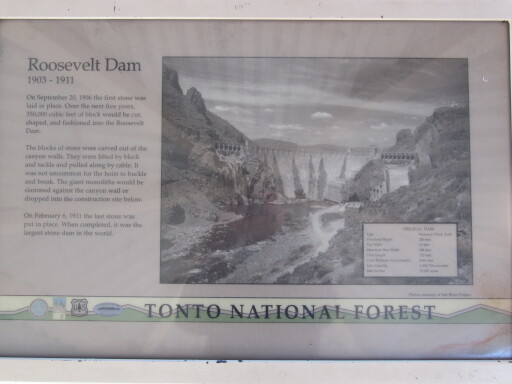 Roosevelt Dam
1903 - 1911
On September 20, 1906 the first stone was
laid in place. Over the next five years,
350,000 cubic feet of block would be cut,
shaped, and fashioned into the Roosevelt
Dam.
The blocks of stone were carved out of the
canyon walls. They were lifted by block
and tackle and pulled along by cable. It
was not uncommon for the hoist to buckle
and break. The giant monoliths would be
slammed against the canyon wall or
dropped into the construction site below.
On February 6, 1911 the last stone was
put in place. When completed, it was the
largest stone dam in the world.
ORIGINAL DAM
TONTO NATIONAL FOREST